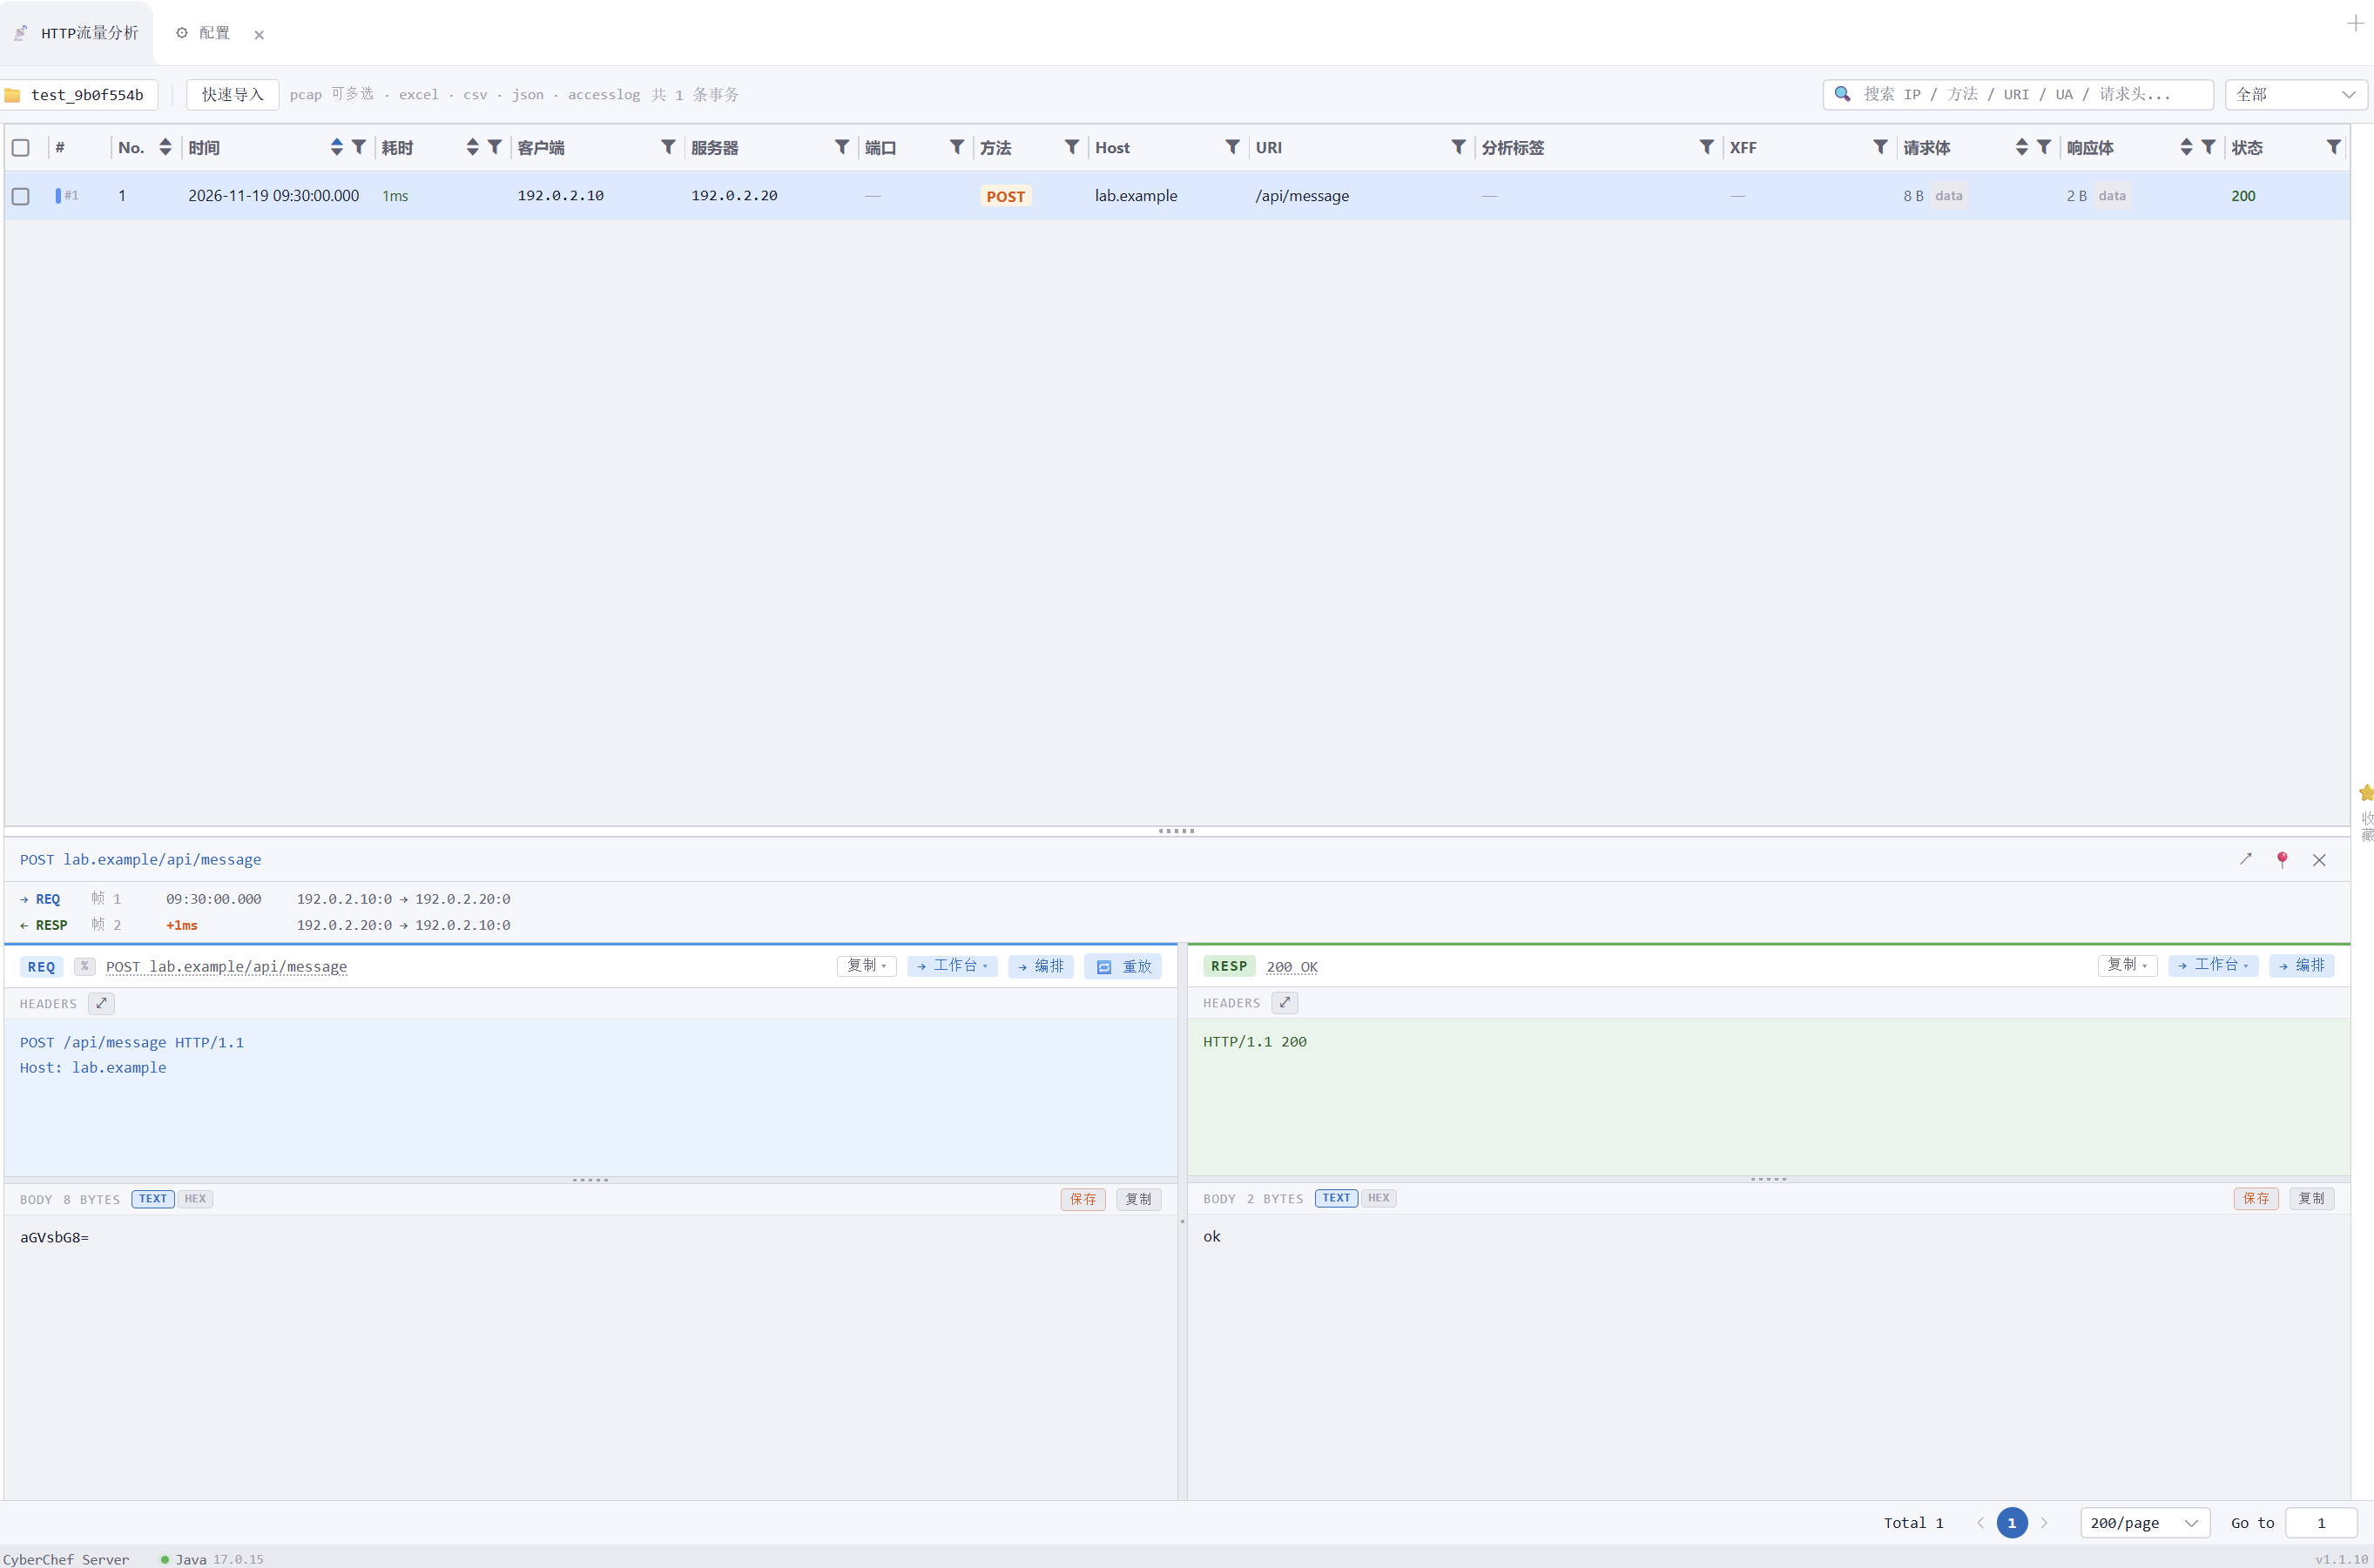 HTTP流量分析 配置
test_9b0f554b 快速导入 pcap 可多选 · excel · csv · json · accesslog 共 1 条事务 搜索 IP / 方法 / URI / UA / 请求头... 全部
# No. 时间 耗时 客户端 服务器 端口 方法 Host URI 分析标签 XFF 请求体 响应体 状态
#1 1 2026-11-19 09:30:00.000 1ms 192.0.2.10 192.0.2.20 — POST lab.example /api/message — — 8 B data 2 B data 200
收藏
POST lab.example/api/message
→ REQ 帧 1 09:30:00.000 192.0.2.10:0 → 192.0.2.20:0
← RESP 帧 2 +1ms 192.0.2.20:0 → 192.0.2.10:0
REQ % POST lab.example/api/message 复制 → 工作台 → 编排 重放
HEADERS
POST /api/message HTTP/1.1
Host: lab.example
BODY 8 BYTES TEXT HEX 保存 复制
aGVsbG8=
RESP 200 OK 复制 → 工作台 → 编排
HEADERS
HTTP/1.1 200
BODY 2 BYTES TEXT HEX 保存 复制
ok
Total 1 1 200/page Go to 1
CyberChef Server Java 17.0.15 v1.1.10